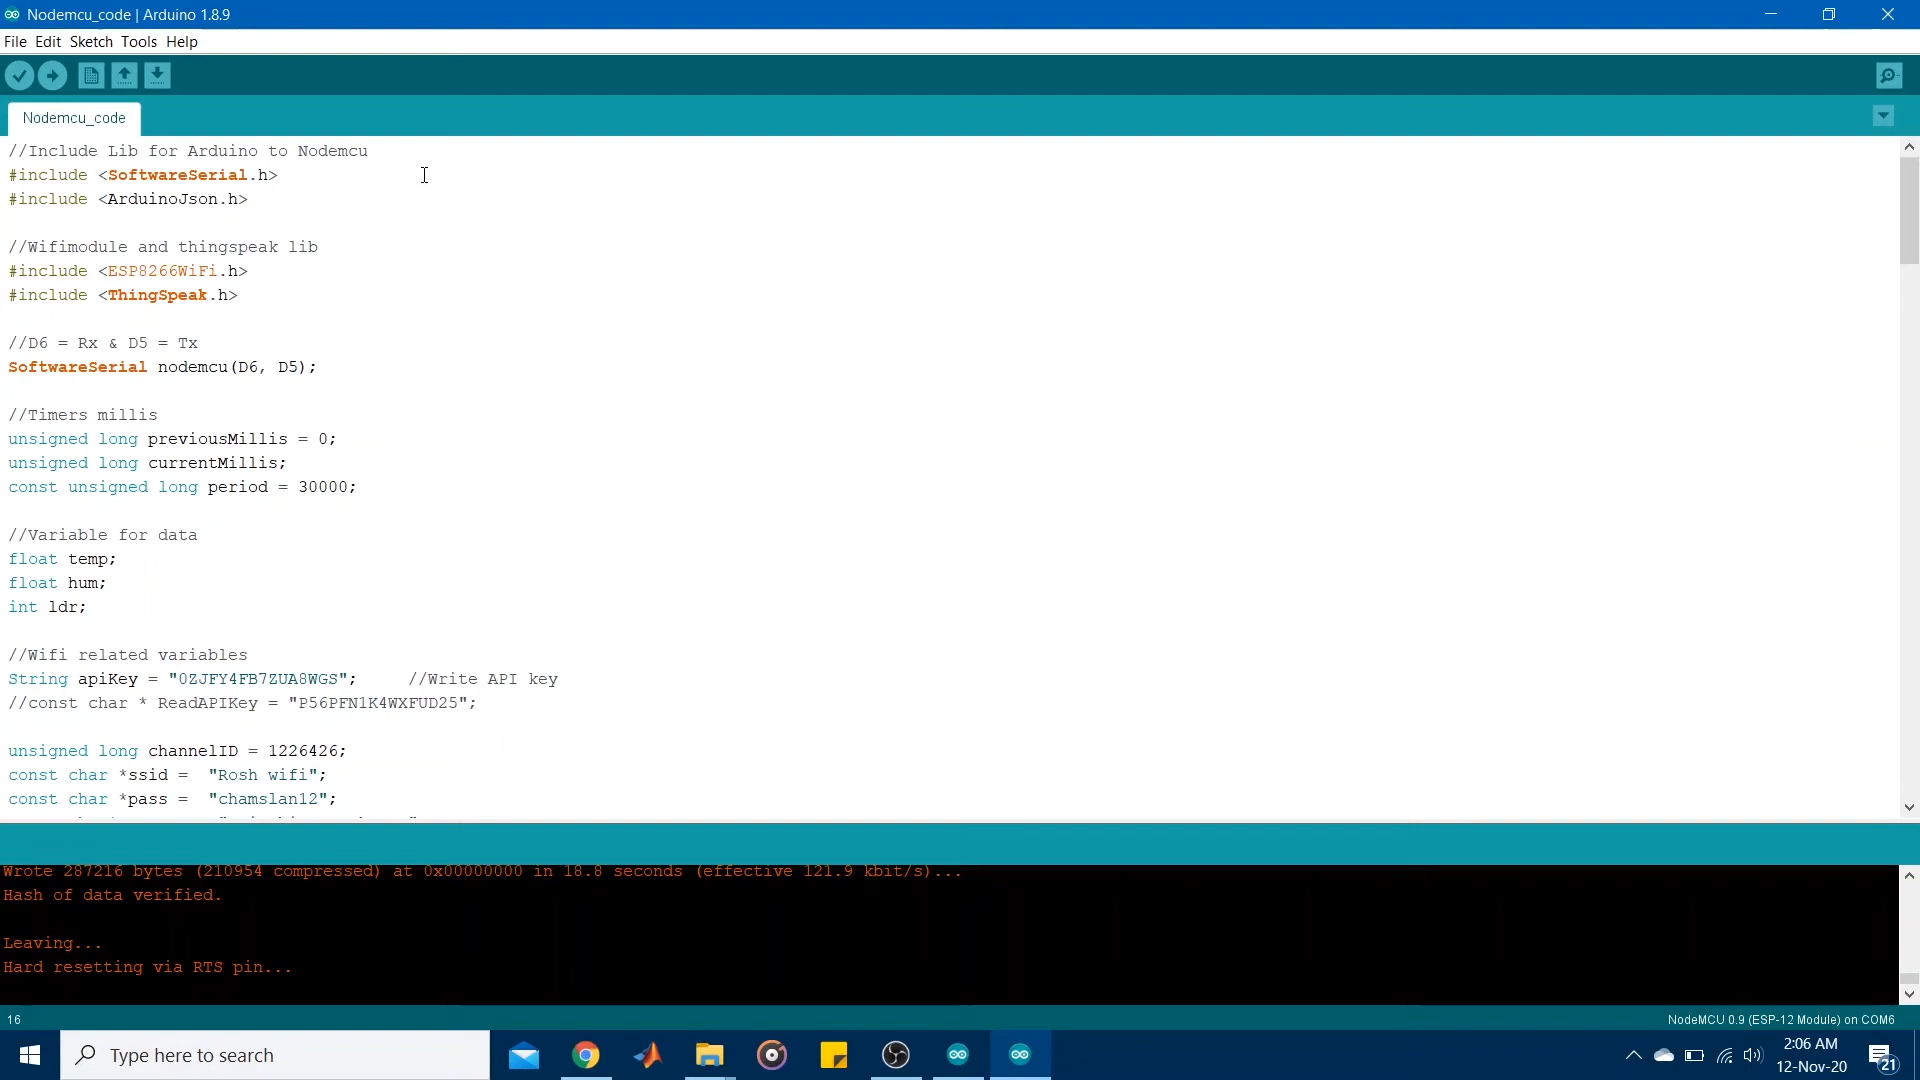 Nodemcu_code | Arduino 1.8.9
File Edit Sketch Tools Help
Nodemcu_code
//Include Lib for Arduino to Nodemcu
#include <SoftwareSerial.h>
#include <ArduinoJson.h>
//Wifimodule and thingspeak lib
#include <ESP8266WiFi.h>
#include <ThingSpeak.h>
//D6 = Rx & D5 = Tx
SoftwareSerial nodemcu(D6, D5);
//Timers millis
unsigned long previousMillis = 0;
unsigned long currentMillis;
const unsigned long period = 30000;
//Variable for data
float temp;
float hum;
int ldr;
//Wifi related variables
String apiKey = "0ZJFY4FB7ZUA8WGS";     //Write API key
//const char * ReadAPIKey = "P56PFN1K4WXFUD25";
unsigned long channelID = 1226426;
const char *ssid =  "Rosh wifi";
const char *pass =  "chamslan12";
Wrote 287216 bytes (210954 compressed) at 0x00000000 in 18.8 seconds (effective 121.9 kbit/s)...
Hash of data verified.
Leaving...
Hard resetting via RTS pin...
16
NodeMCU 0.9 (ESP-12 Module) on COM6
Type here to search
2:06 AM
12-Nov-20
21